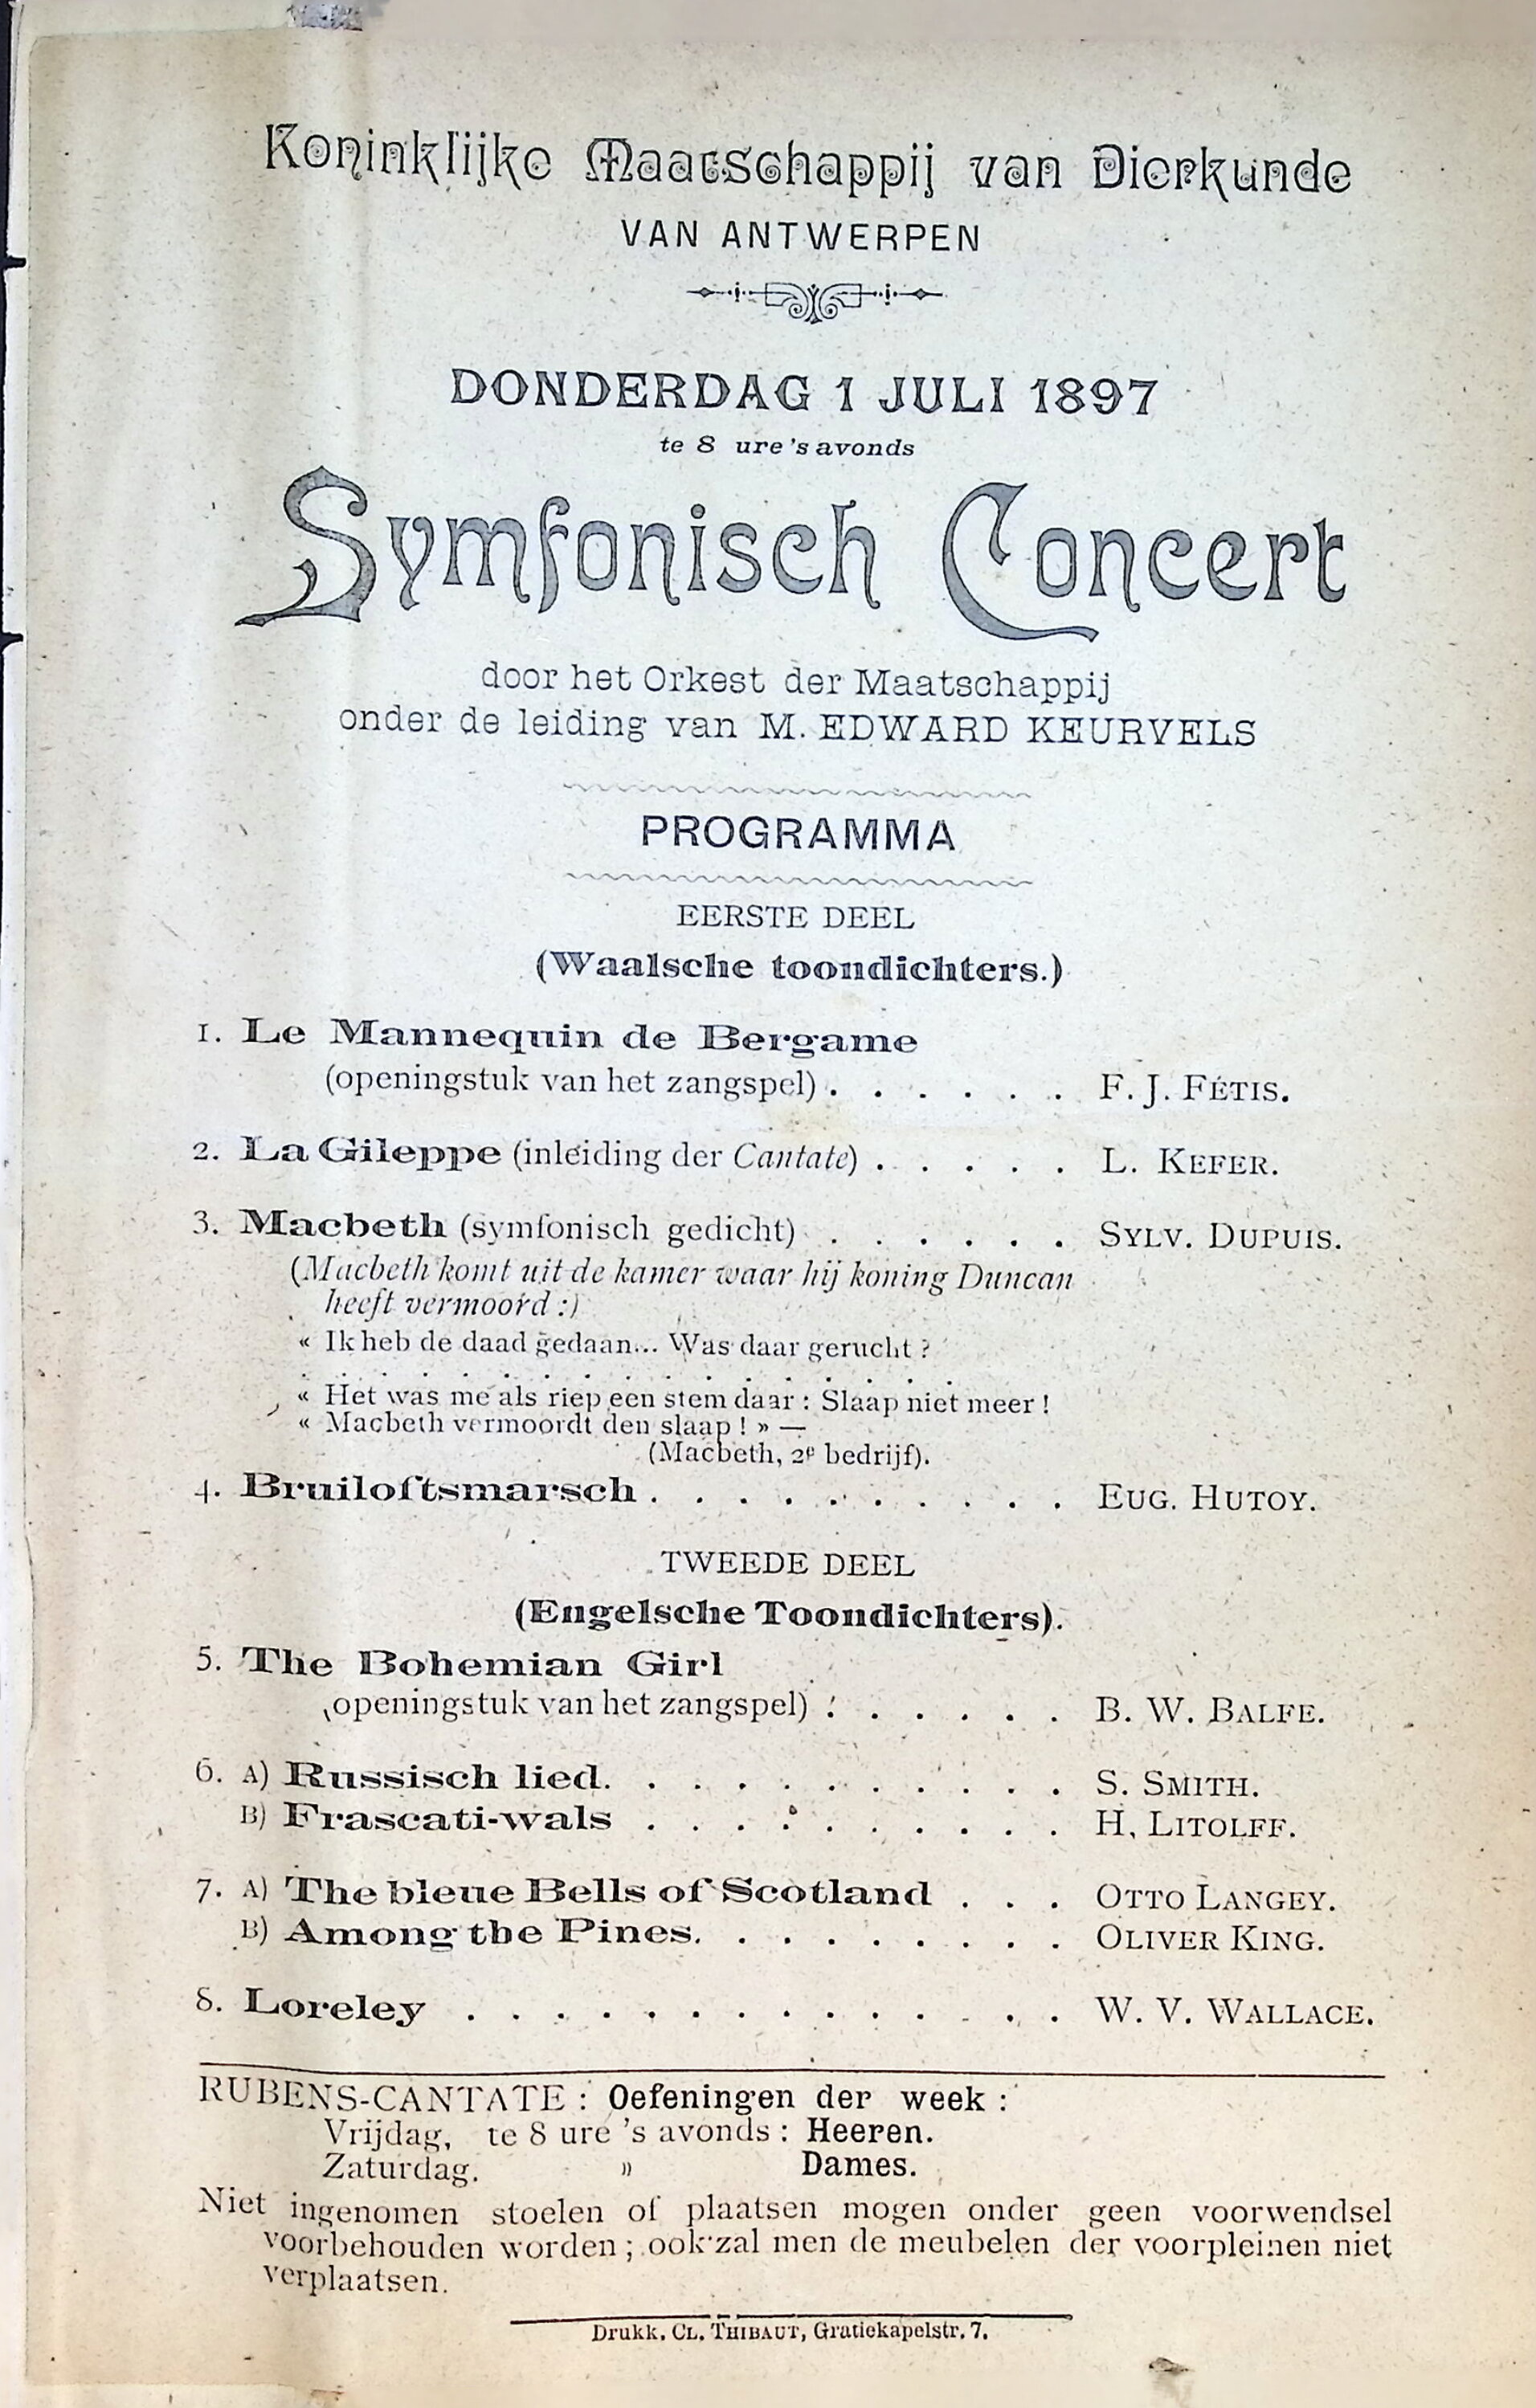 Koninklijke Maatschappij van Dierkunde
VAN ANTWERPEN
DONDERDAG 1 JULI 1897
te 8 ure 's avonds
Symfonisch Concert
door het Orkest der Maatschappij
onder de leiding van M. EDWARD KEURVELS
PROGRAMMA
EERSTE DEEL
(Waalsche toondichters.)
1. Le Mannequin de Bergame
(openingstuk van het zangspel) . . . . . . F. J. FÉTIS.
2. La Gileppe (inleiding der Cantate) . . . . . L. KEFER.
3. Macbeth (symfonisch gedicht) . . . . . . SYLV. DUPUIS.
(Macbeth komt uit de kamer waar hij koning Duncan
heeft vermoord :)
« Ik heb de daad gedaan... Was daar gerucht ?
. . . . . . . . . . . . . . . . .
« Het was me als riep een stem daar : Slaap niet meer !
« Macbeth vermoordt den slaap ! » —
(Macbeth, 2e bedrijf).
4. Bruiloftsmarsch . . . . . . . . . . EUG. HUTOY.
TWEEDE DEEL
(Engelsche Toondichters).
5. The Bohemian Girl
(openingstuk van het zangspel) . . . . . . B. W. BALFE.
6. A) Russisch lied. . . . . . . . . . . S. SMITH.
B) Frascati-wals . . . . . . . . . . H. LITOLFF.
7. A) The bleue Bells of Scotland . . . OTTO LANGEY.
B) Among the Pines. . . . . . . . . OLIVER KING.
8. Loreley . . . . . . . . . . . . . . W. V. WALLACE.
RUBENS-CANTATE : Oefeningen der week :
Vrijdag, te 8 ure 's avonds : Heeren.
Zaturdag. » Dames.
Niet ingenomen stoelen of plaatsen mogen onder geen voorwendsel
voorbehouden worden ; ook zal men de meubelen der voorpleinen niet
verplaatsen.
Drukk. CL. THIBAUT, Gratiekapelstr. 7.